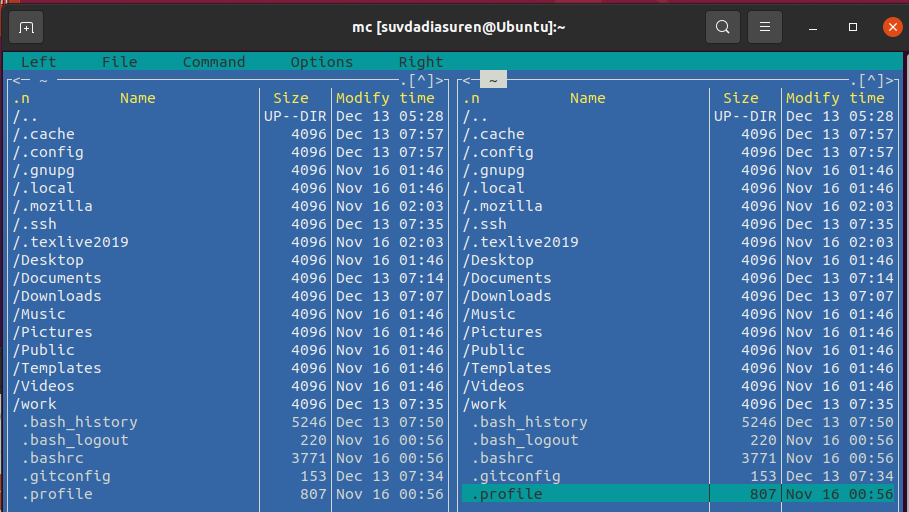 mc [suvdadiasuren@Ubuntu]:~
Left File Command Options Right
<─ ~ .[^]> <─ ~ .[^]>
.n Name Size Modify time .n Name Size Modify time
/.. UP--DIR Dec 13 05:28 /.. UP--DIR Dec 13 05:28
/.cache 4096 Dec 13 07:57 /.cache 4096 Dec 13 07:57
/.config 4096 Dec 13 07:57 /.config 4096 Dec 13 07:57
/.gnupg 4096 Nov 16 01:46 /.gnupg 4096 Nov 16 01:46
/.local 4096 Nov 16 01:46 /.local 4096 Nov 16 01:46
/.mozilla 4096 Nov 16 02:03 /.mozilla 4096 Nov 16 02:03
/.ssh 4096 Dec 13 07:35 /.ssh 4096 Dec 13 07:35
/.texlive2019 4096 Nov 16 02:03 /.texlive2019 4096 Nov 16 02:03
/Desktop 4096 Nov 16 01:46 /Desktop 4096 Nov 16 01:46
/Documents 4096 Dec 13 07:14 /Documents 4096 Dec 13 07:14
/Downloads 4096 Dec 13 07:07 /Downloads 4096 Dec 13 07:07
/Music 4096 Nov 16 01:46 /Music 4096 Nov 16 01:46
/Pictures 4096 Nov 16 01:46 /Pictures 4096 Nov 16 01:46
/Public 4096 Nov 16 01:46 /Public 4096 Nov 16 01:46
/Templates 4096 Nov 16 01:46 /Templates 4096 Nov 16 01:46
/Videos 4096 Nov 16 01:46 /Videos 4096 Nov 16 01:46
/work 4096 Dec 13 07:35 /work 4096 Dec 13 07:35
.bash_history 5246 Dec 13 07:50 .bash_history 5246 Dec 13 07:50
.bash_logout 220 Nov 16 00:56 .bash_logout 220 Nov 16 00:56
.bashrc 3771 Nov 16 00:56 .bashrc 3771 Nov 16 00:56
.gitconfig 153 Dec 13 07:34 .gitconfig 153 Dec 13 07:34
.profile 807 Nov 16 00:56 .profile 807 Nov 16 00:56